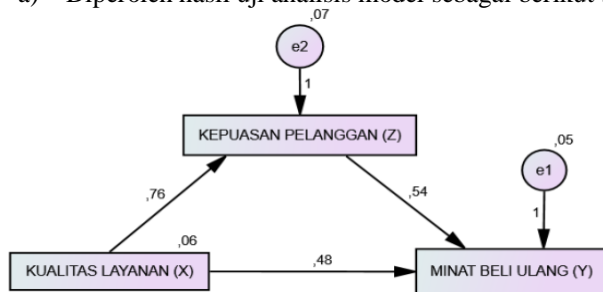 a) Diperoleh hasil uji analisis model sebagai berikut
,07
e2
1
KEPUASAN PELANGGAN (Z)
,05
e1
,76
,54
1
,06
KUALITAS LAYANAN (X)
,48
MINAT BELI ULANG (Y)